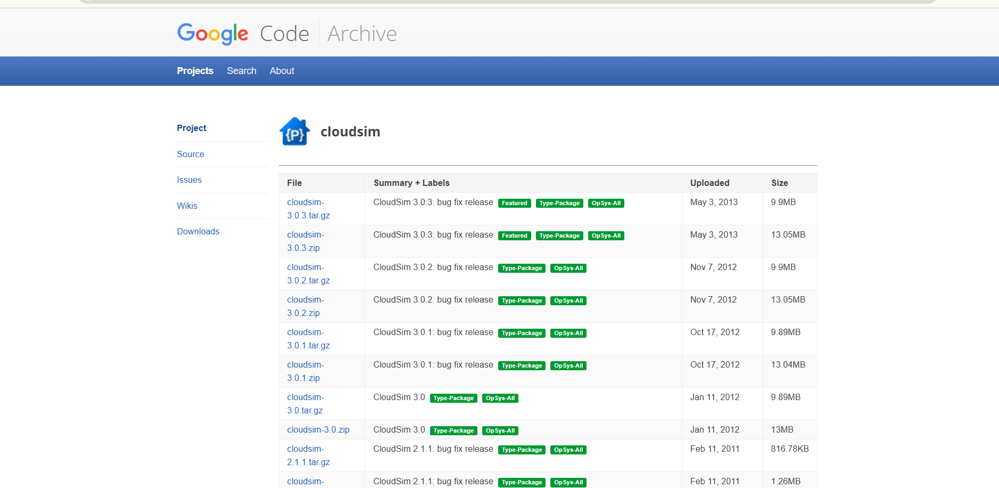 Google Code Archive
Projects Search About
Project
Source
Issues
Wikis
Downloads
{P} cloudsim
File Summary + Labels Uploaded Size
cloudsim- CloudSim 3.0.3: bug fix release Featured Type-Package OpSys-All May 3, 2013 9.9MB
3.0.3.tar.gz
cloudsim- CloudSim 3.0.3: bug fix release Featured Type-Package OpSys-All May 3, 2013 13.05MB
3.0.3.zip
cloudsim- CloudSim 3.0.2: bug fix release Type-Package OpSys-All Nov 7, 2012 9.9MB
3.0.2.tar.gz
cloudsim- CloudSim 3.0.2: bug fix release Type-Package OpSys-All Nov 7, 2012 13.05MB
3.0.2.zip
cloudsim- CloudSim 3.0.1: bug fix release Type-Package OpSys-All Oct 17, 2012 9.89MB
3.0.1.tar.gz
cloudsim- CloudSim 3.0.1: bug fix release Type-Package OpSys-All Oct 17, 2012 13.04MB
3.0.1.zip
cloudsim- CloudSim 3.0 Type-Package OpSys-All Jan 11, 2012 9.89MB
3.0.tar.gz
cloudsim-3.0.zip CloudSim 3.0 Type-Package OpSys-All Jan 11, 2012 13MB
cloudsim- CloudSim 2.1.1: bug fix release Type-Package OpSys-All Feb 11, 2011 816.78KB
2.1.1.tar.gz
cloudsim- CloudSim 2.1.1: bug fix release Type-Package OpSys-All Feb 11, 2011 1.26MB